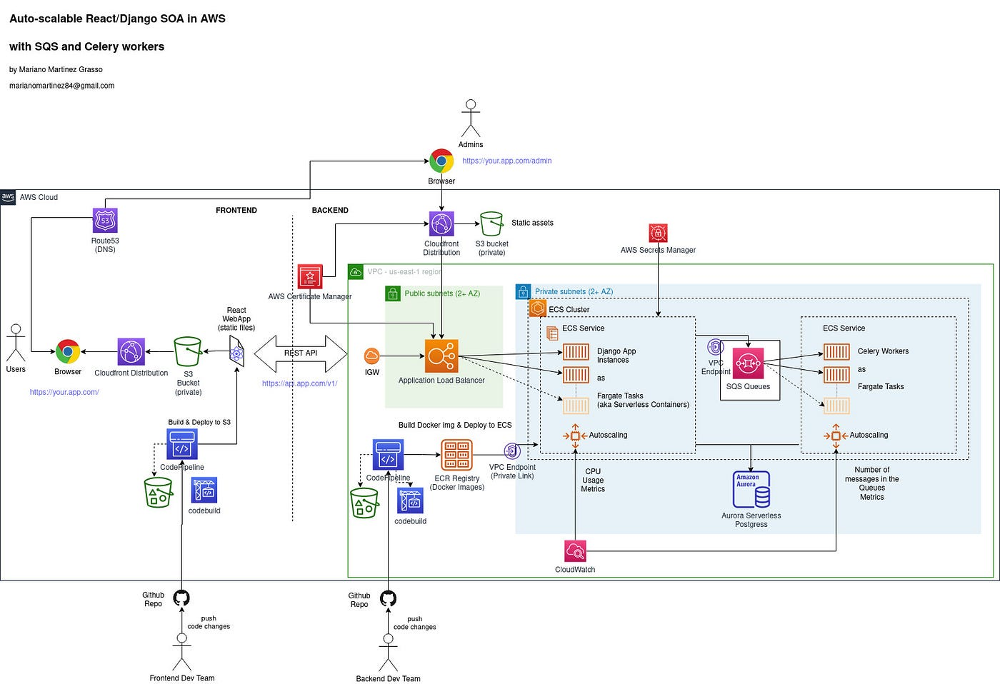 Auto-scalable React/Django SOA in AWS
with SQS and Celery workers
by Mariano Martinez Grasso
marianomartinez84@gmail.com
Admins
https://your.app.com/admin
Browser
aws
AWS Cloud
FRONTEND
BACKEND
53
Route53
(DNS)
Cloudfront
Distribution
S3 bucket
(private)
Static assets
AWS Secrets Manager
AWS Certificate Manager
VPC - us-east-1 region
Public subnets (2+ AZ)
Private subnets (2+ AZ)
ECS Cluster
React
WebApp
(static files)
Users
Browser
https://your.app.com/
Cloudfront Distribution
S3
Bucket
(private)
REST API
https://api.app.com/v1/
IGW
Application Load Balancer
ECS Service
Django App
Instances
as
Fargate Tasks
(aka Serverless Containers)
Autoscaling
VPC
Endpoint
SQS Queues
ECS Service
Celery Workers
as
Fargate Tasks
Autoscaling
Build & Deploy to S3
CodePipeline
codebuild
Build Docker img & Deploy to ECS
CodePipeline
codebuild
ECR Registry
(Docker Images)
VPC Endpoint
(Private Link)
CPU
Usage
Metrics
Amazon
Aurora
Aurora Serverless
Postgress
Number of
messages in the
Queues
Metrics
CloudWatch
Github
Repo
push
code changes
Frontend Dev Team
Github
Repo
push
code changes
Backend Dev Team